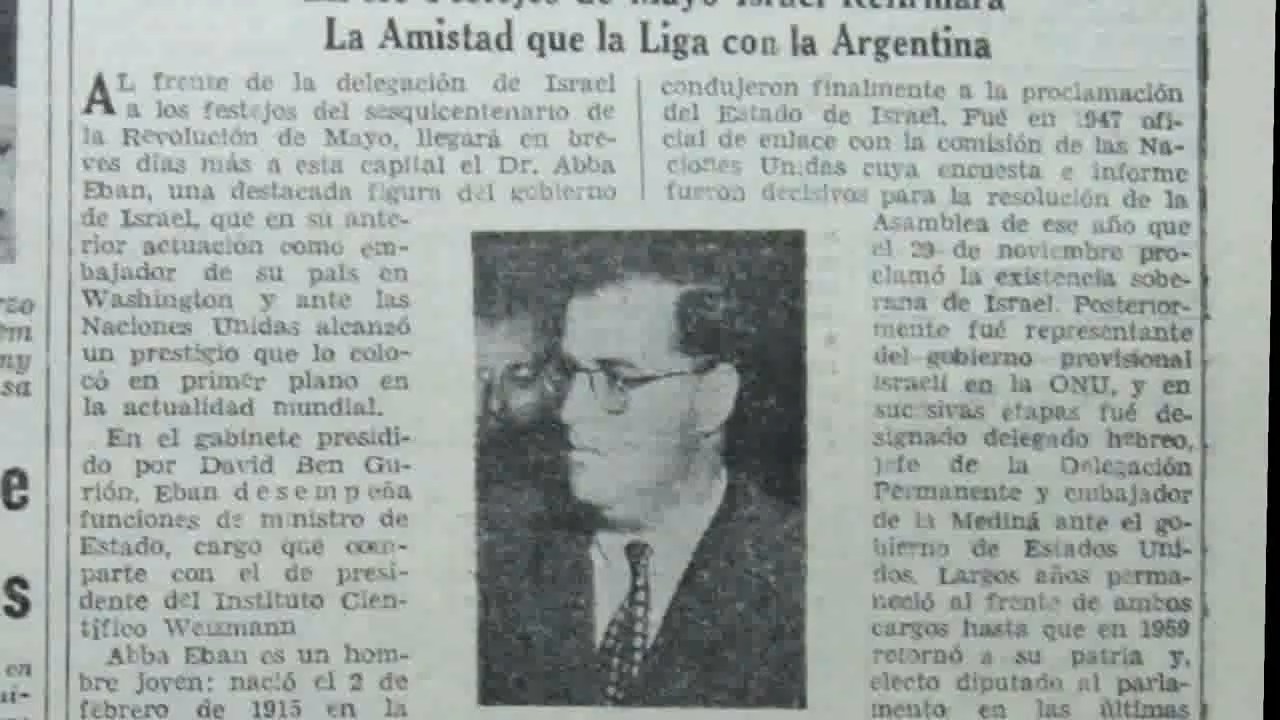 La Amistad que la Liga con la Argentina
AL frente de la delegación de Israel
a los festejos del sesquicentenario de
la Revolución de Mayo, llegará en bre-
ves días más a esta capital el Dr. Abba
Eban, una destacada figura del gobierno
de Israel, que en su ante-
rior actuación como em-
bajador de su país en
Washington y ante las
Naciones Unidas alcanzó
un prestigio que lo colo-
có en primer plano en
la actualidad mundial.
En el gabinete presidi-
do por David Ben Gu-
rión, Eban desempeña
funciones de ministro de
Estado, cargo que com-
parte con el de presi-
dente del Instituto Cien-
tífico Weizmann
Abba Eban es un hom-
bre joven: nació el 2 de
febrero de 1915 en la
condujeron finalmente a la proclamación
del Estado de Israel. Fué en 1947 ofi-
cial de enlace con la comisión de las Na-
ciones Unidas cuya encuesta e informe
fueron decisivos para la resolución de la
Asamblea de ese año que
el 29 de noviembre pro-
clamó la existencia sobe-
rana de Israel. Posterior-
mente fué representante
del gobierno provisional
israelí en la ONU, y en
sucesivas etapas fué de-
signado delegado hebreo,
jefe de la Delegación
Permanente y embajador
de la Mediná ante el go-
bierno de Estados Uni-
dos. Largos años perma-
neció al frente de ambos
cargos hasta que en 1959
retornó a su patria y,
electo diputado al parla-
mento en las últimas